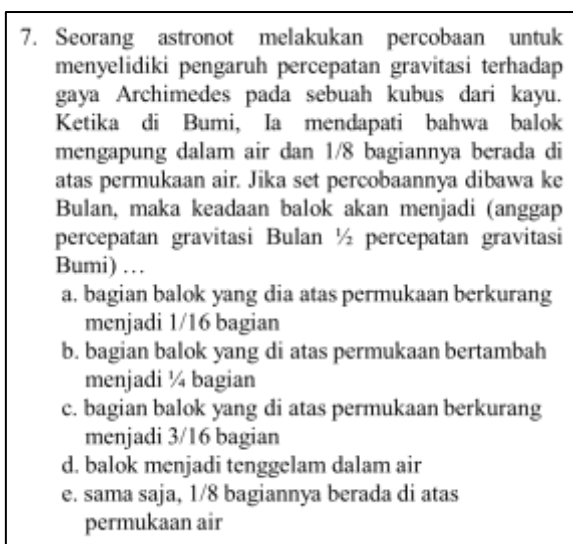 7. Seorang astronot melakukan percobaan untuk
menyelidiki pengaruh percepatan gravitasi terhadap
gaya Archimedes pada sebuah kubus dari kayu.
Ketika di Bumi, Ia mendapati bahwa balok
mengapung dalam air dan 1/8 bagiannya berada di
atas permukaan air. Jika set percobaannya dibawa ke
Bulan, maka keadaan balok akan menjadi (anggap
percepatan gravitasi Bulan ½ percepatan gravitasi
Bumi) …
a. bagian balok yang dia atas permukaan berkurang
menjadi 1/16 bagian
b. bagian balok yang di atas permukaan bertambah
menjadi ¼ bagian
c. bagian balok yang di atas permukaan berkurang
menjadi 3/16 bagian
d. balok menjadi tenggelam dalam air
e. sama saja, 1/8 bagiannya berada di atas
permukaan air